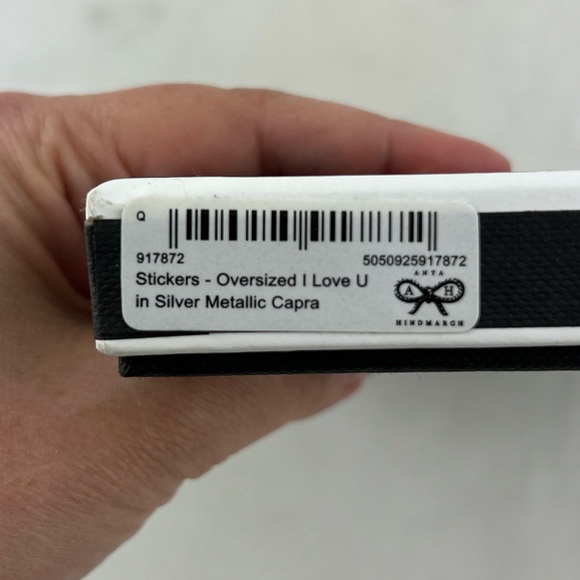 Q
917872 5050925917872
Stickers - Oversized I Love U
in Silver Metallic Capra
ANYA
A H
HINDMARCH